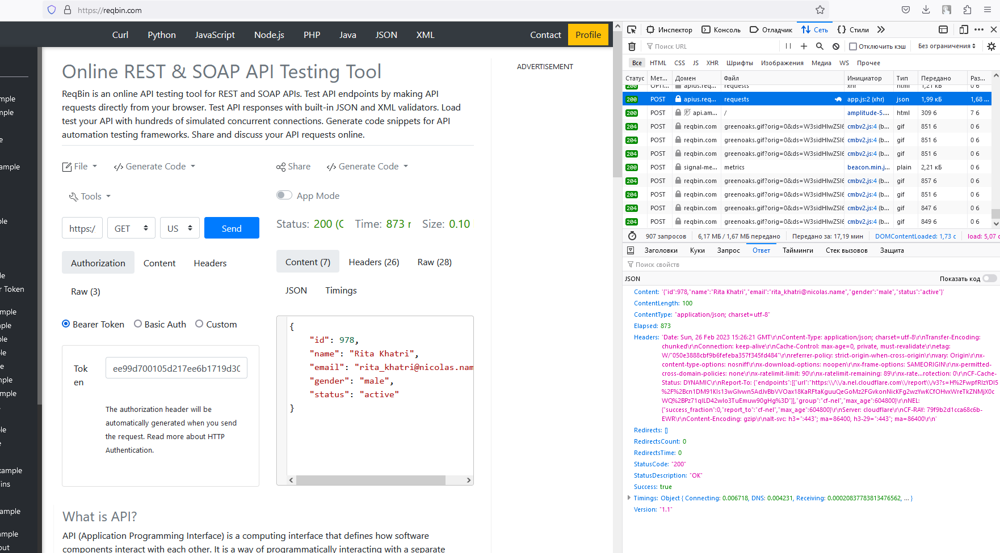 https://reqbin.com
Curl Python JavaScript Node.js PHP Java JSON XML Contact Profile
mple
mple
e
ample
ole
le
r Token
mple
ple
le
le
e
mple
mple
le
xample
ins
ample
mple
out
Online REST & SOAP API Testing Tool
ReqBin is an online API testing tool for REST and SOAP APIs. Test API endpoints by making API
requests directly from your browser. Test API responses with built-in JSON and XML validators. Load
test your API with hundreds of simulated concurrent connections. Generate code snippets for API
automation testing frameworks. Share and discuss your API requests online.
ADVERTISEMENT
File Generate Code Share Generate Code
Tools App Mode
https:/ GET US Send Status: 200 (C Time: 873 r Size: 0.10
Authorization Content Headers
Raw (3)
Content (7) Headers (26) Raw (28)
JSON Timings
Bearer Token Basic Auth Custom
Tok
en
ee99d700105d217ee6b1719d30
The authorization header will be
automatically generated when you send
the request. Read more about HTTP
Authentication.
{
"id": 978,
"name": "Rita Khatri",
"email": "rita_khatri@nicolas.nam
"gender": "male",
"status": "active"
}
What is API?
API (Application Programming Interface) is a computing interface that defines how software
components interact with each other. It is a way of programmatically interacting with a separate
Инспектор Консоль Отладчик Сеть Стили
Поиск URL Отключить кэш Без ограничения
Все HTML CSS JS XHR Шрифты Изображения Медиа WS Прочее
Статус Мет... Домен Файл Инициатор Тип Передано Раз...
200 OPTI... apius.req... requests xhr html 1,21 кБ 0 б
200 POST apius.req... requests app.js:2 (xhr) json 1,99 кБ 1,68 ...
200 POST api.am... / amplitude-5.... html 309 б 7 б
204 POST reqbin.com greenoaks.gif?orig=0&ds=W3sidHlwZSI6 cmbv2.js:4 (b... gif 851 б 0 б
204 POST reqbin.com greenoaks.gif?orig=0&ds=W3sidHlwZSI6 cmbv2.js:4 (b... gif 851 б 0 б
204 POST reqbin.com greenoaks.gif?orig=0&ds=W3sidHlwZSI6 cmbv2.js:4 (b... gif 851 б 0 б
200 POST signal-me... metrics beacon.min.j... plain 2,21 кБ 0 б
204 POST reqbin.com greenoaks.gif?orig=0&ds=W3sidHlwZSI6 cmbv2.js:4 (b... gif 857 б 0 б
204 POST reqbin.com greenoaks.gif?orig=0&ds=W3sidHlwZSI6 cmbv2.js:4 (b... gif 851 б 0 б
204 POST reqbin.com greenoaks.gif?orig=0&ds=W3sidHlwZSI6 cmbv2.js:4 (b... gif 847 б 0 б
204 POST reqbin.com greenoaks.gif?orig=0&ds=W3sidHlwZSI6 cmbv2.js:4 (b... gif 849 б 0 б
907 запросов 6,17 МБ / 1,67 МБ передано Передано за: 17,19 мин DOMContentLoaded: 1,73 с load: 5,07 с
Заголовки Куки Запрос Ответ Тайминги Стек вызовов Защита
Поиск свойств
JSON Показать код
Content: '{"id":978,"name":"Rita Khatri","email":"rita_khatri@nicolas.name","gender":"male","status":"active"}'
ContentLength: 100
ContentType: "application/json; charset=utf-8"
Elapsed: 873
Headers: 'Date: Sun, 26 Feb 2023 15:26:21 GMT\r\nContent-Type: application/json; charset=utf-8\r\nTransfer-Encoding:
chunked\r\nConnection: keep-alive\r\nCache-Control: max-age=0, private, must-revalidate\r\netag:
W/"050e3888cbf9b6fefeba357f345fd484"\r\nreferrer-policy: strict-origin-when-cross-origin\r\nvary: Origin\r\nx-
content-type-options: nosniff\r\nx-download-options: noopen\r\nx-frame-options: SAMEORIGIN\r\nx-permitted-
cross-domain-policies: none\r\nx-ratelimit-limit: 90\r\nx-ratelimit-remaining: 89\r\nx-rate...rotection: 0\r\nCF-Cache-
Status: DYNAMIC\r\nReport-To: {"endpoints":[{"url":"https:\\/\\/a.nel.cloudflare.com\\/report\\/v3?s=H%2FwpfRIzYDI5
%2F%2Bcn1DM91KIs13wGlvwn5AdJvBbVVOax18KaRFtaKguuQeGoMz2FGvkonNicKFg2wzYwKCfOHvxWreTkZNMjX0c
WQ%2BPz71qlLD42wIo3TuEmuw90gHg%3D"}],"group":"cf-nel","max_age":604800}\r\nNEL:
{"success_fraction":0,"report_to":"cf-nel","max_age":604800}\r\nServer: cloudflare\r\nCF-RAY: 79f9b2d1cca68c6b-
EWR\r\nContent-Encoding: gzip\r\nalt-svc: h3=":443"; ma=86400, h3-29=":443"; ma=86400\r\n'
Redirects: []
RedirectsCount: 0
RedirectsTime: 0
StatusCode: "200"
StatusDescription: "OK"
Success: true
Timings: Object { Connecting: 0.006718, DNS: 0.004231, Receiving: 0.00020837783813476562, ... }
Version: "1.1"